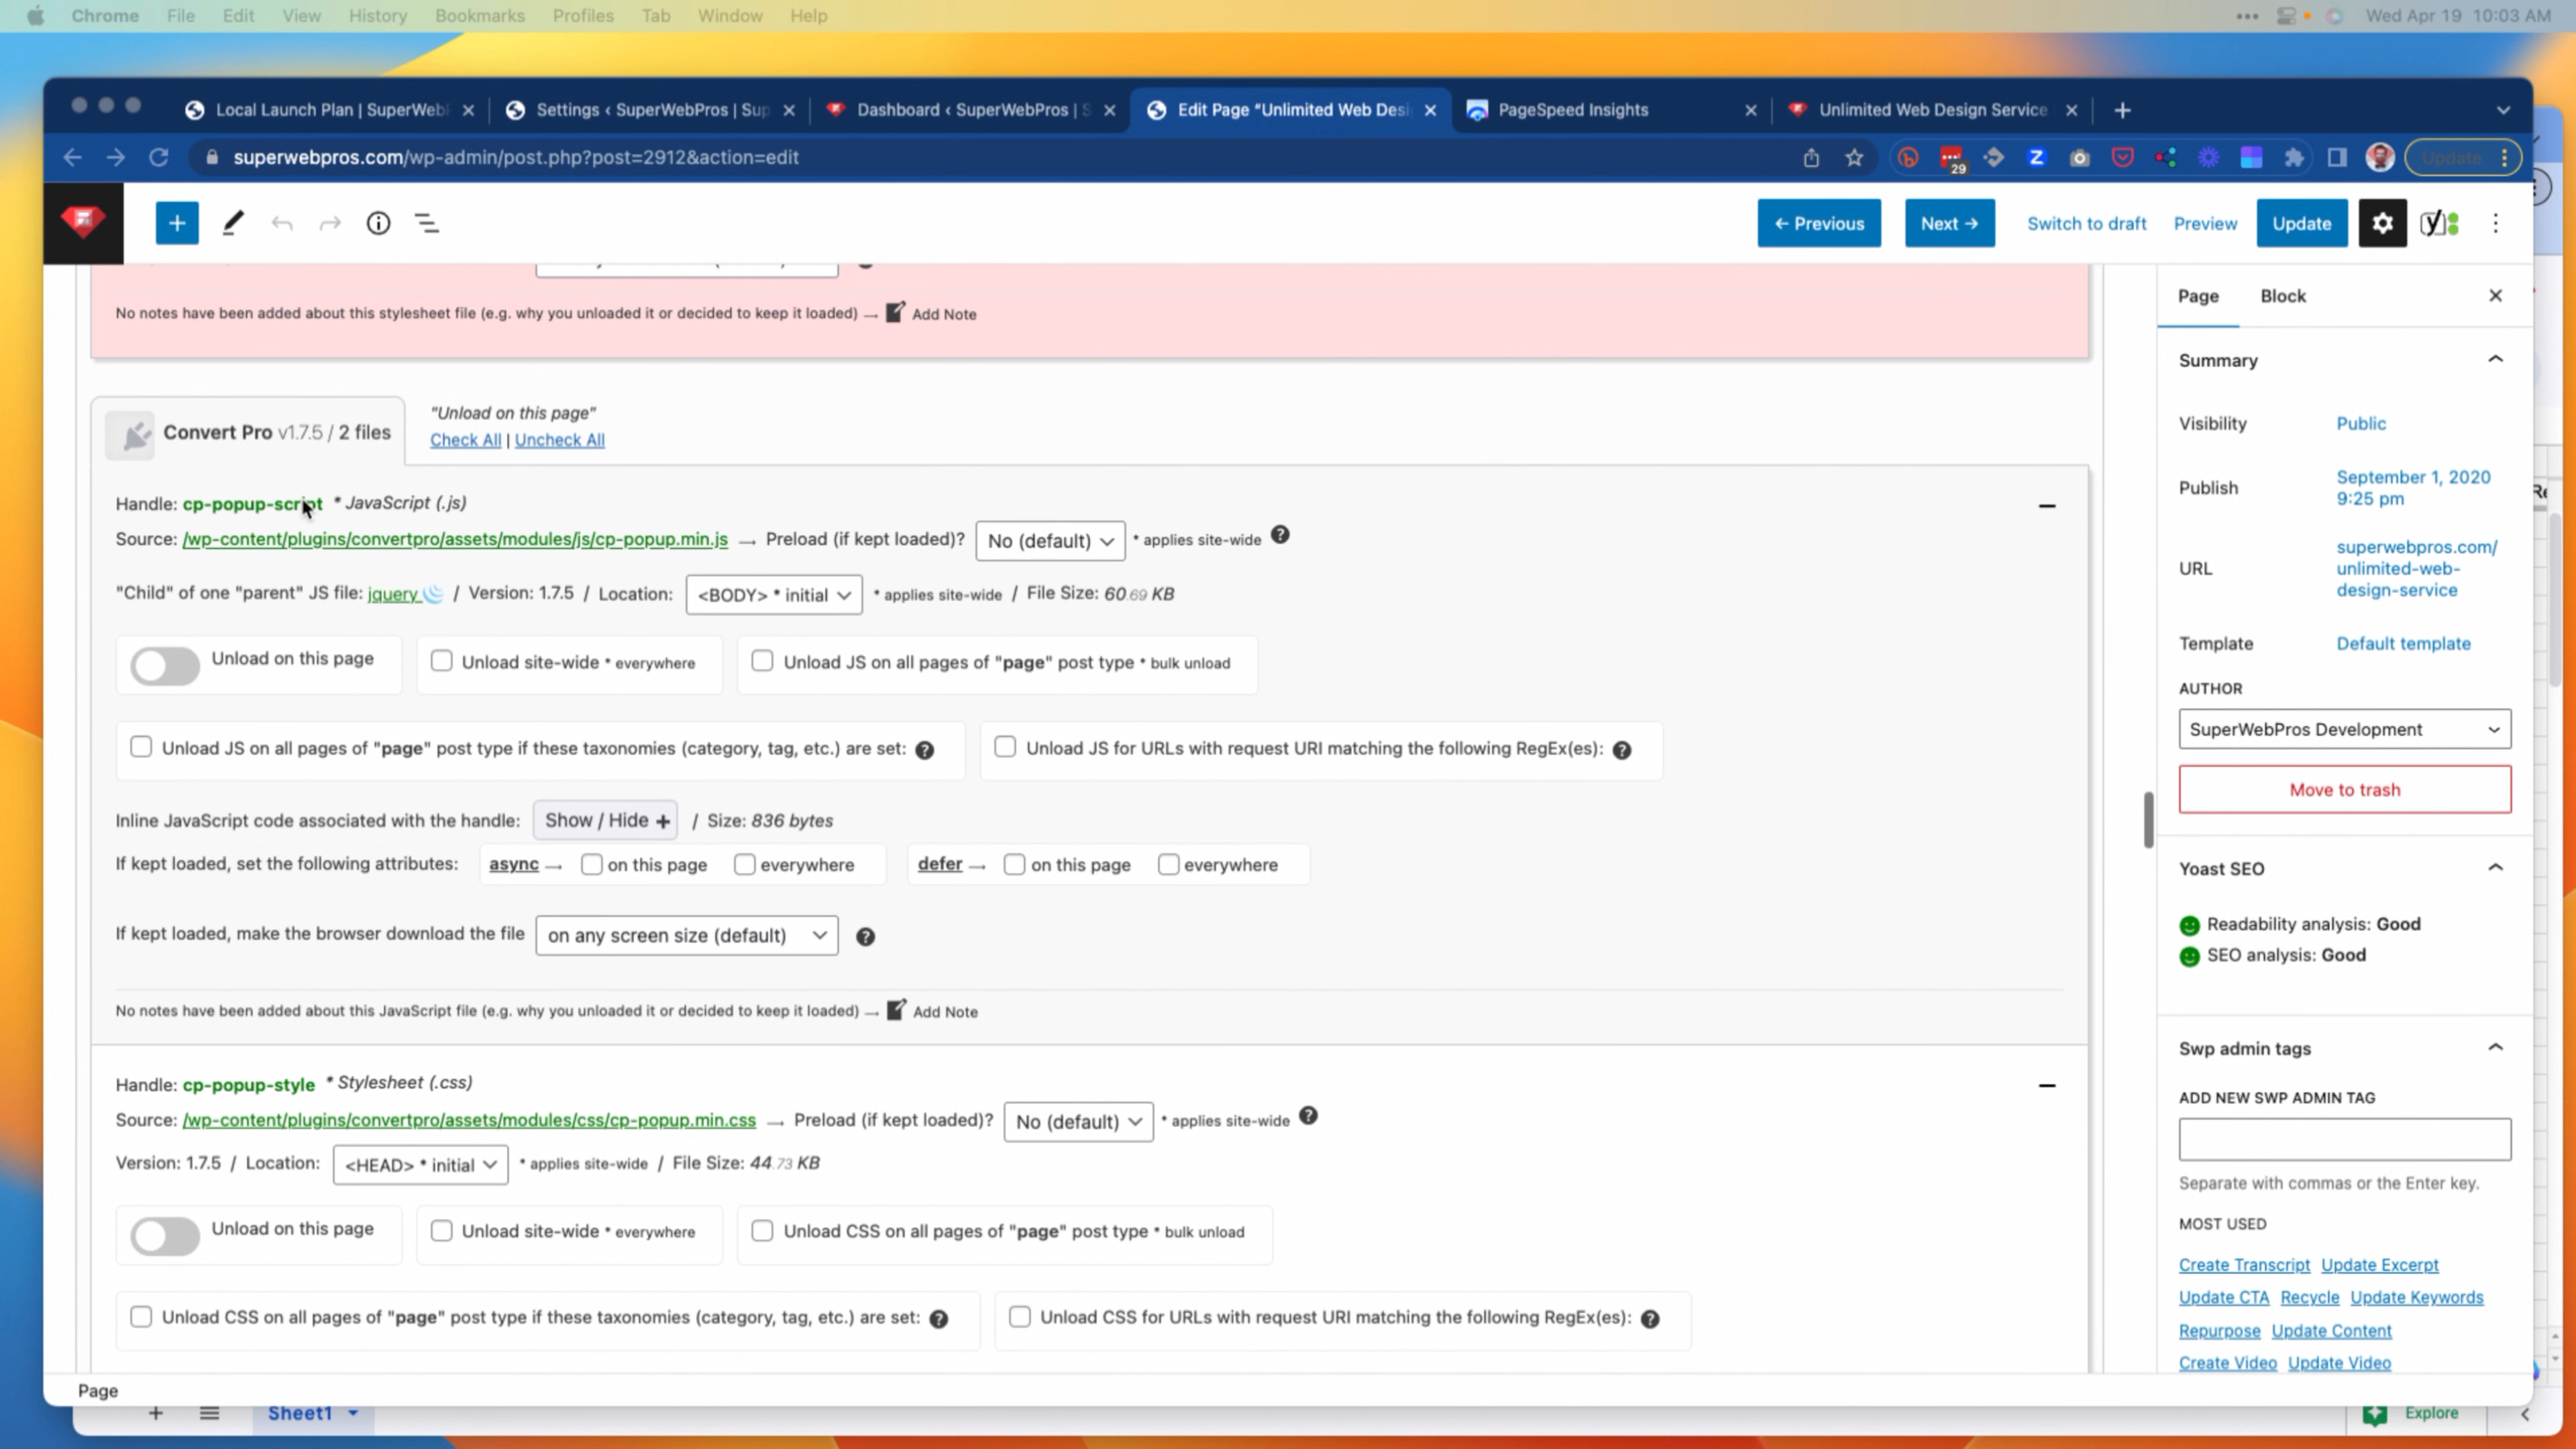 Chrome File Edit View History Bookmarks Profiles Tab Window Help Wed Apr 19 10:03 AM
Local Launch Plan | SuperWeb Settings ‹ SuperWebPros | Sup Dashboard ‹ SuperWebPros | S Edit Page “Unlimited Web Desi PageSpeed Insights Unlimited Web Design Service
superwebpros.com/wp-admin/post.php?post=2912&action=edit 29 Update
← Previous Next → Switch to draft Preview Update
No notes have been added about this stylesheet file (e.g. why you unloaded it or decided to keep it loaded) → Add Note
Convert Pro v1.7.5 / 2 files
"Unload on this page"
Check All | Uncheck All
Handle: cp-popup-script * JavaScript (.js)
Source: /wp-content/plugins/convertpro/assets/modules/js/cp-popup.min.js → Preload (if kept loaded)? No (default) * applies site-wide
"Child" of one "parent" JS file: jquery / Version: 1.7.5 / Location: <BODY> * initial * applies site-wide / File Size: 60.69 KB
Unload on this page Unload site-wide * everywhere Unload JS on all pages of "page" post type * bulk unload
Unload JS on all pages of "page" post type if these taxonomies (category, tag, etc.) are set: Unload JS for URLs with request URI matching the following RegEx(es):
Inline JavaScript code associated with the handle: Show / Hide + / Size: 836 bytes
If kept loaded, set the following attributes: async → on this page everywhere defer → on this page everywhere
If kept loaded, make the browser download the file on any screen size (default)
No notes have been added about this JavaScript file (e.g. why you unloaded it or decided to keep it loaded) → Add Note
Handle: cp-popup-style * Stylesheet (.css)
Source: /wp-content/plugins/convertpro/assets/modules/css/cp-popup.min.css → Preload (if kept loaded)? No (default) * applies site-wide
Version: 1.7.5 / Location: <HEAD> * initial * applies site-wide / File Size: 44.73 KB
Unload on this page Unload site-wide * everywhere Unload CSS on all pages of "page" post type * bulk unload
Unload CSS on all pages of "page" post type if these taxonomies (category, tag, etc.) are set: Unload CSS for URLs with request URI matching the following RegEx(es):
Page Block
Summary
Visibility Public
Publish September 1, 2020
9:25 pm
URL superwebpros.com/
unlimited-web-
design-service
Template Default template
AUTHOR
SuperWebPros Development
Move to trash
Yoast SEO
Readability analysis: Good
SEO analysis: Good
Swp admin tags
ADD NEW SWP ADMIN TAG
Separate with commas or the Enter key.
MOST USED
Create Transcript Update Excerpt
Update CTA Recycle Update Keywords
Repurpose Update Content
Create Video Update Video
Page
Sheet1 Explore